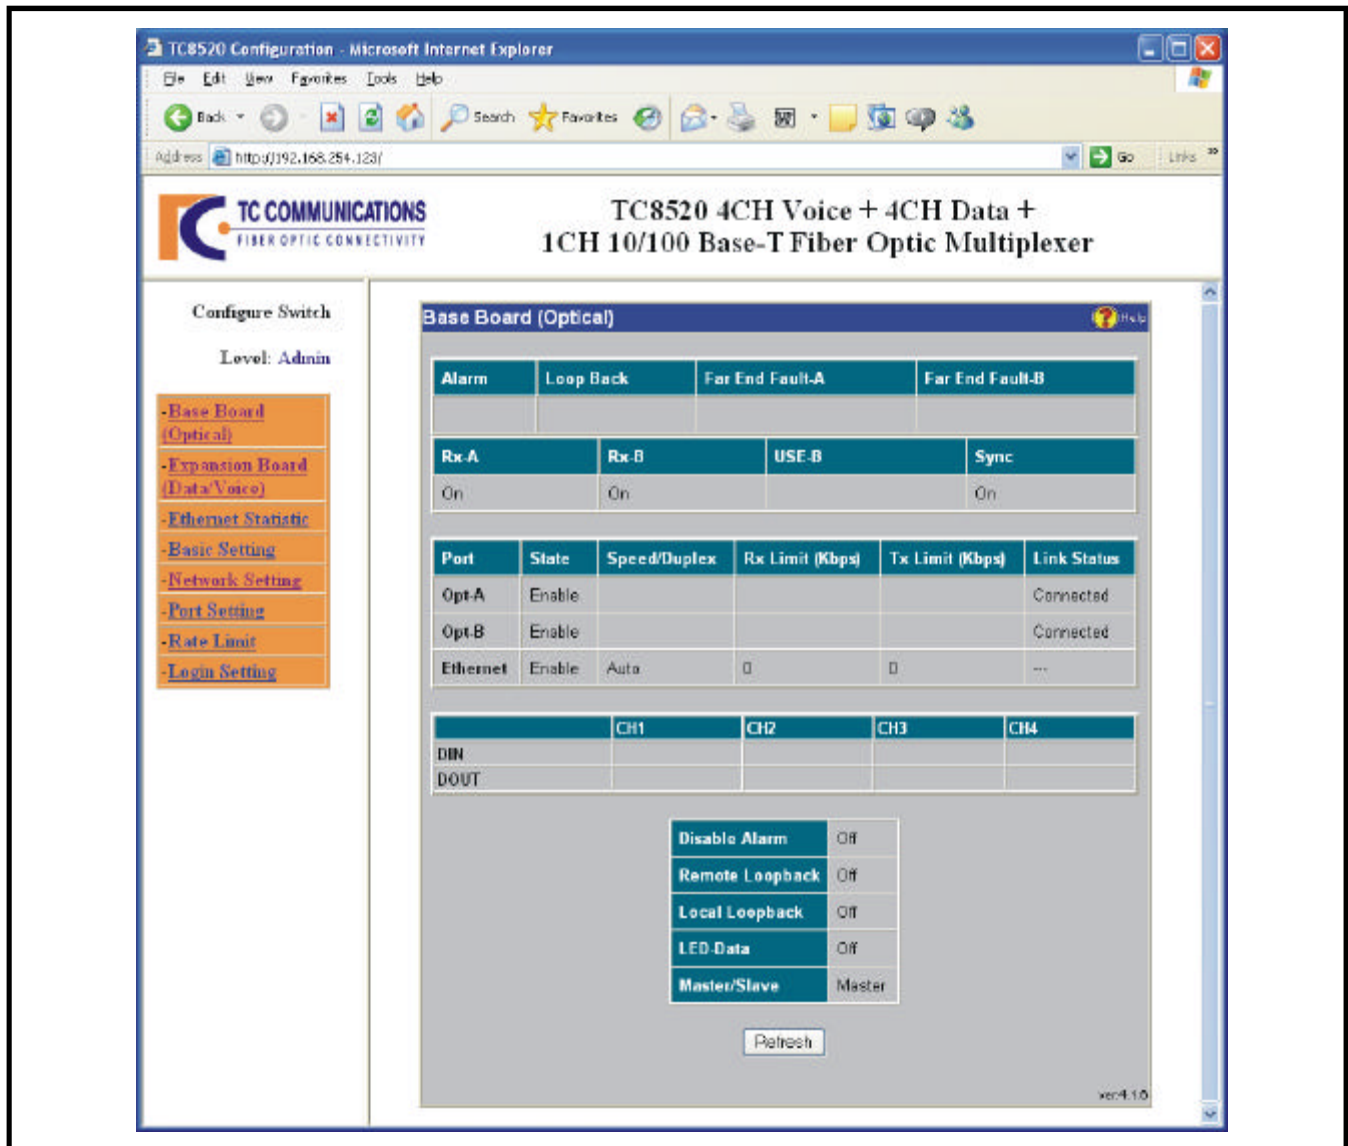 TC8520 Configuration - Microsoft Internet Explorer
File Edit View Favorites Tools Help
Back Search Favorites
Address http://192.168.254.123/ Go Links
TC COMMUNICATIONS
FIBER OPTIC CONNECTIVITY
TC8520 4CH Voice + 4CH Data +
1CH 10/100 Base-T Fiber Optic Multiplexer
Configure Switch
Level: Admin
-Base Board
(Optical)
-Expansion Board
(Data/Voice)
-Ethernet Statistic
-Basic Setting
-Network Setting
-Port Setting
-Rate Limit
-Login Setting
Base Board (Optical) Help
Alarm Loop Back Far End Fault-A Far End Fault-B
Rx-A Rx-B USE-B Sync
On On On
Port State Speed/Duplex Rx Limit (Kbps) Tx Limit (Kbps) Link Status
Opt-A Enable Connected
Opt-B Enable Connected
Ethernet Enable Auto 0 0 ---
CH1 CH2 CH3 CH4
DIN
DOUT
Disable Alarm Off
Remote Loopback Off
Local Loopback Off
LED-Data Off
Master/Slave Master
Refresh
ver:4.1.0